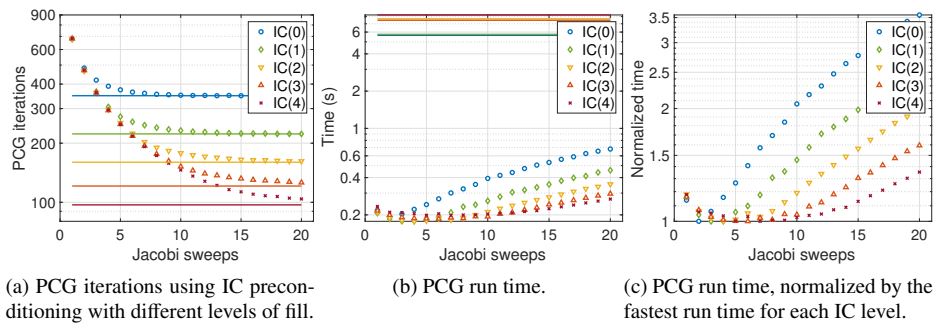 900
600
400
300
200
100
0
5
10
15
20
PCG iterations
Jacobi sweeps
IC(0)
IC(1)
IC(2)
IC(3)
IC(4)
6
4
2
1
0.6
0.4
0.2
0
5
10
15
20
Time (s)
Jacobi sweeps
IC(0)
IC(1)
IC(2)
IC(3)
IC(4)
3.5
2.5
2
1.5
1
0
5
10
15
20
Normalized time
Jacobi sweeps
IC(0)
IC(1)
IC(2)
IC(3)
IC(4)
(a) PCG iterations using IC precon-
ditioning with different levels of fill.
(b) PCG run time.
(c) PCG run time, normalized by the
fastest run time for each IC level.